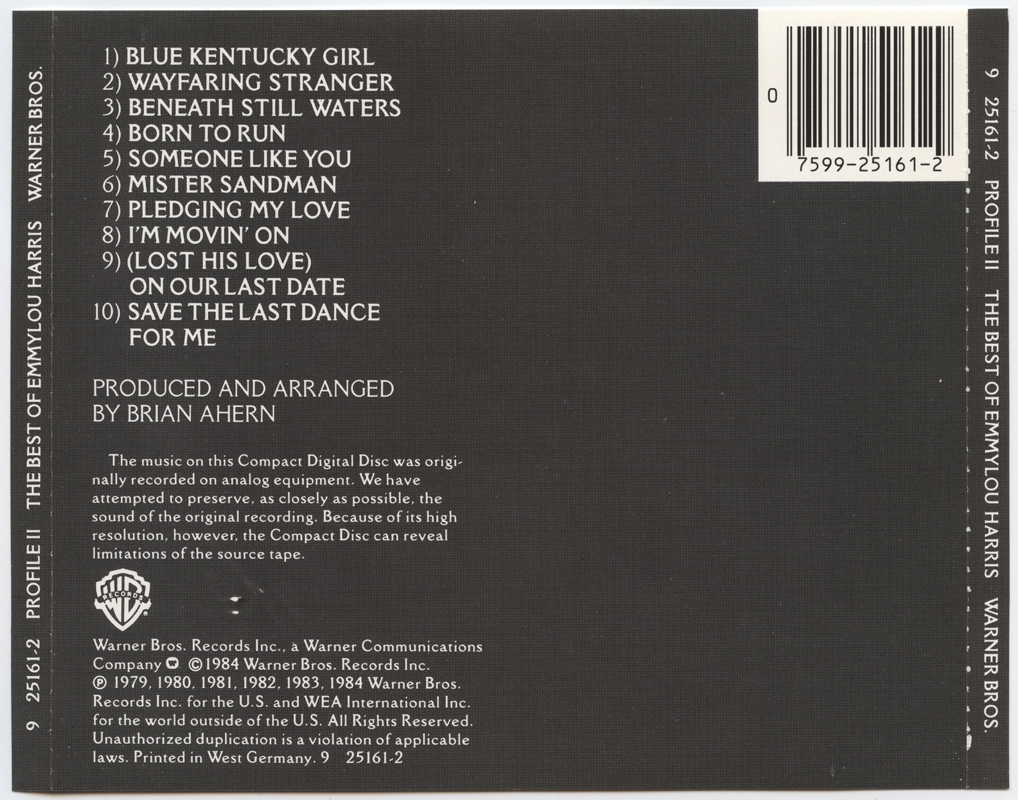 1) BLUE KENTUCKY GIRL
2) WAYFARING STRANGER
3) BENEATH STILL WATERS
4) BORN TO RUN
5) SOMEONE LIKE YOU
6) MISTER SANDMAN
7) PLEDGING MY LOVE
8) I'M MOVIN' ON
9) (LOST HIS LOVE)
ON OUR LAST DATE
10) SAVE THE LAST DANCE
FOR ME
PRODUCED AND ARRANGED
BY BRIAN AHERN
The music on this Compact Digital Disc was origi-
nally recorded on analog equipment. We have
attempted to preserve, as closely as possible, the
sound of the original recording. Because of its high
resolution, however, the Compact Disc can reveal
limitations of the source tape.
WB
RECORDS
®
Warner Bros. Records Inc., a Warner Communications
Company ©1984 Warner Bros. Records Inc.
℗ 1979, 1980, 1981, 1982, 1983, 1984 Warner Bros.
Records Inc. for the U.S. and WEA International Inc.
for the world outside of the U.S. All Rights Reserved.
Unauthorized duplication is a violation of applicable
laws. Printed in West Germany. 9 25161-2
0
7599-25161-2
9 25161-2 PROFILE II THE BEST OF EMMYLOU HARRIS WARNER BROS.
9 25161-2 PROFILE II THE BEST OF EMMYLOU HARRIS WARNER BROS.